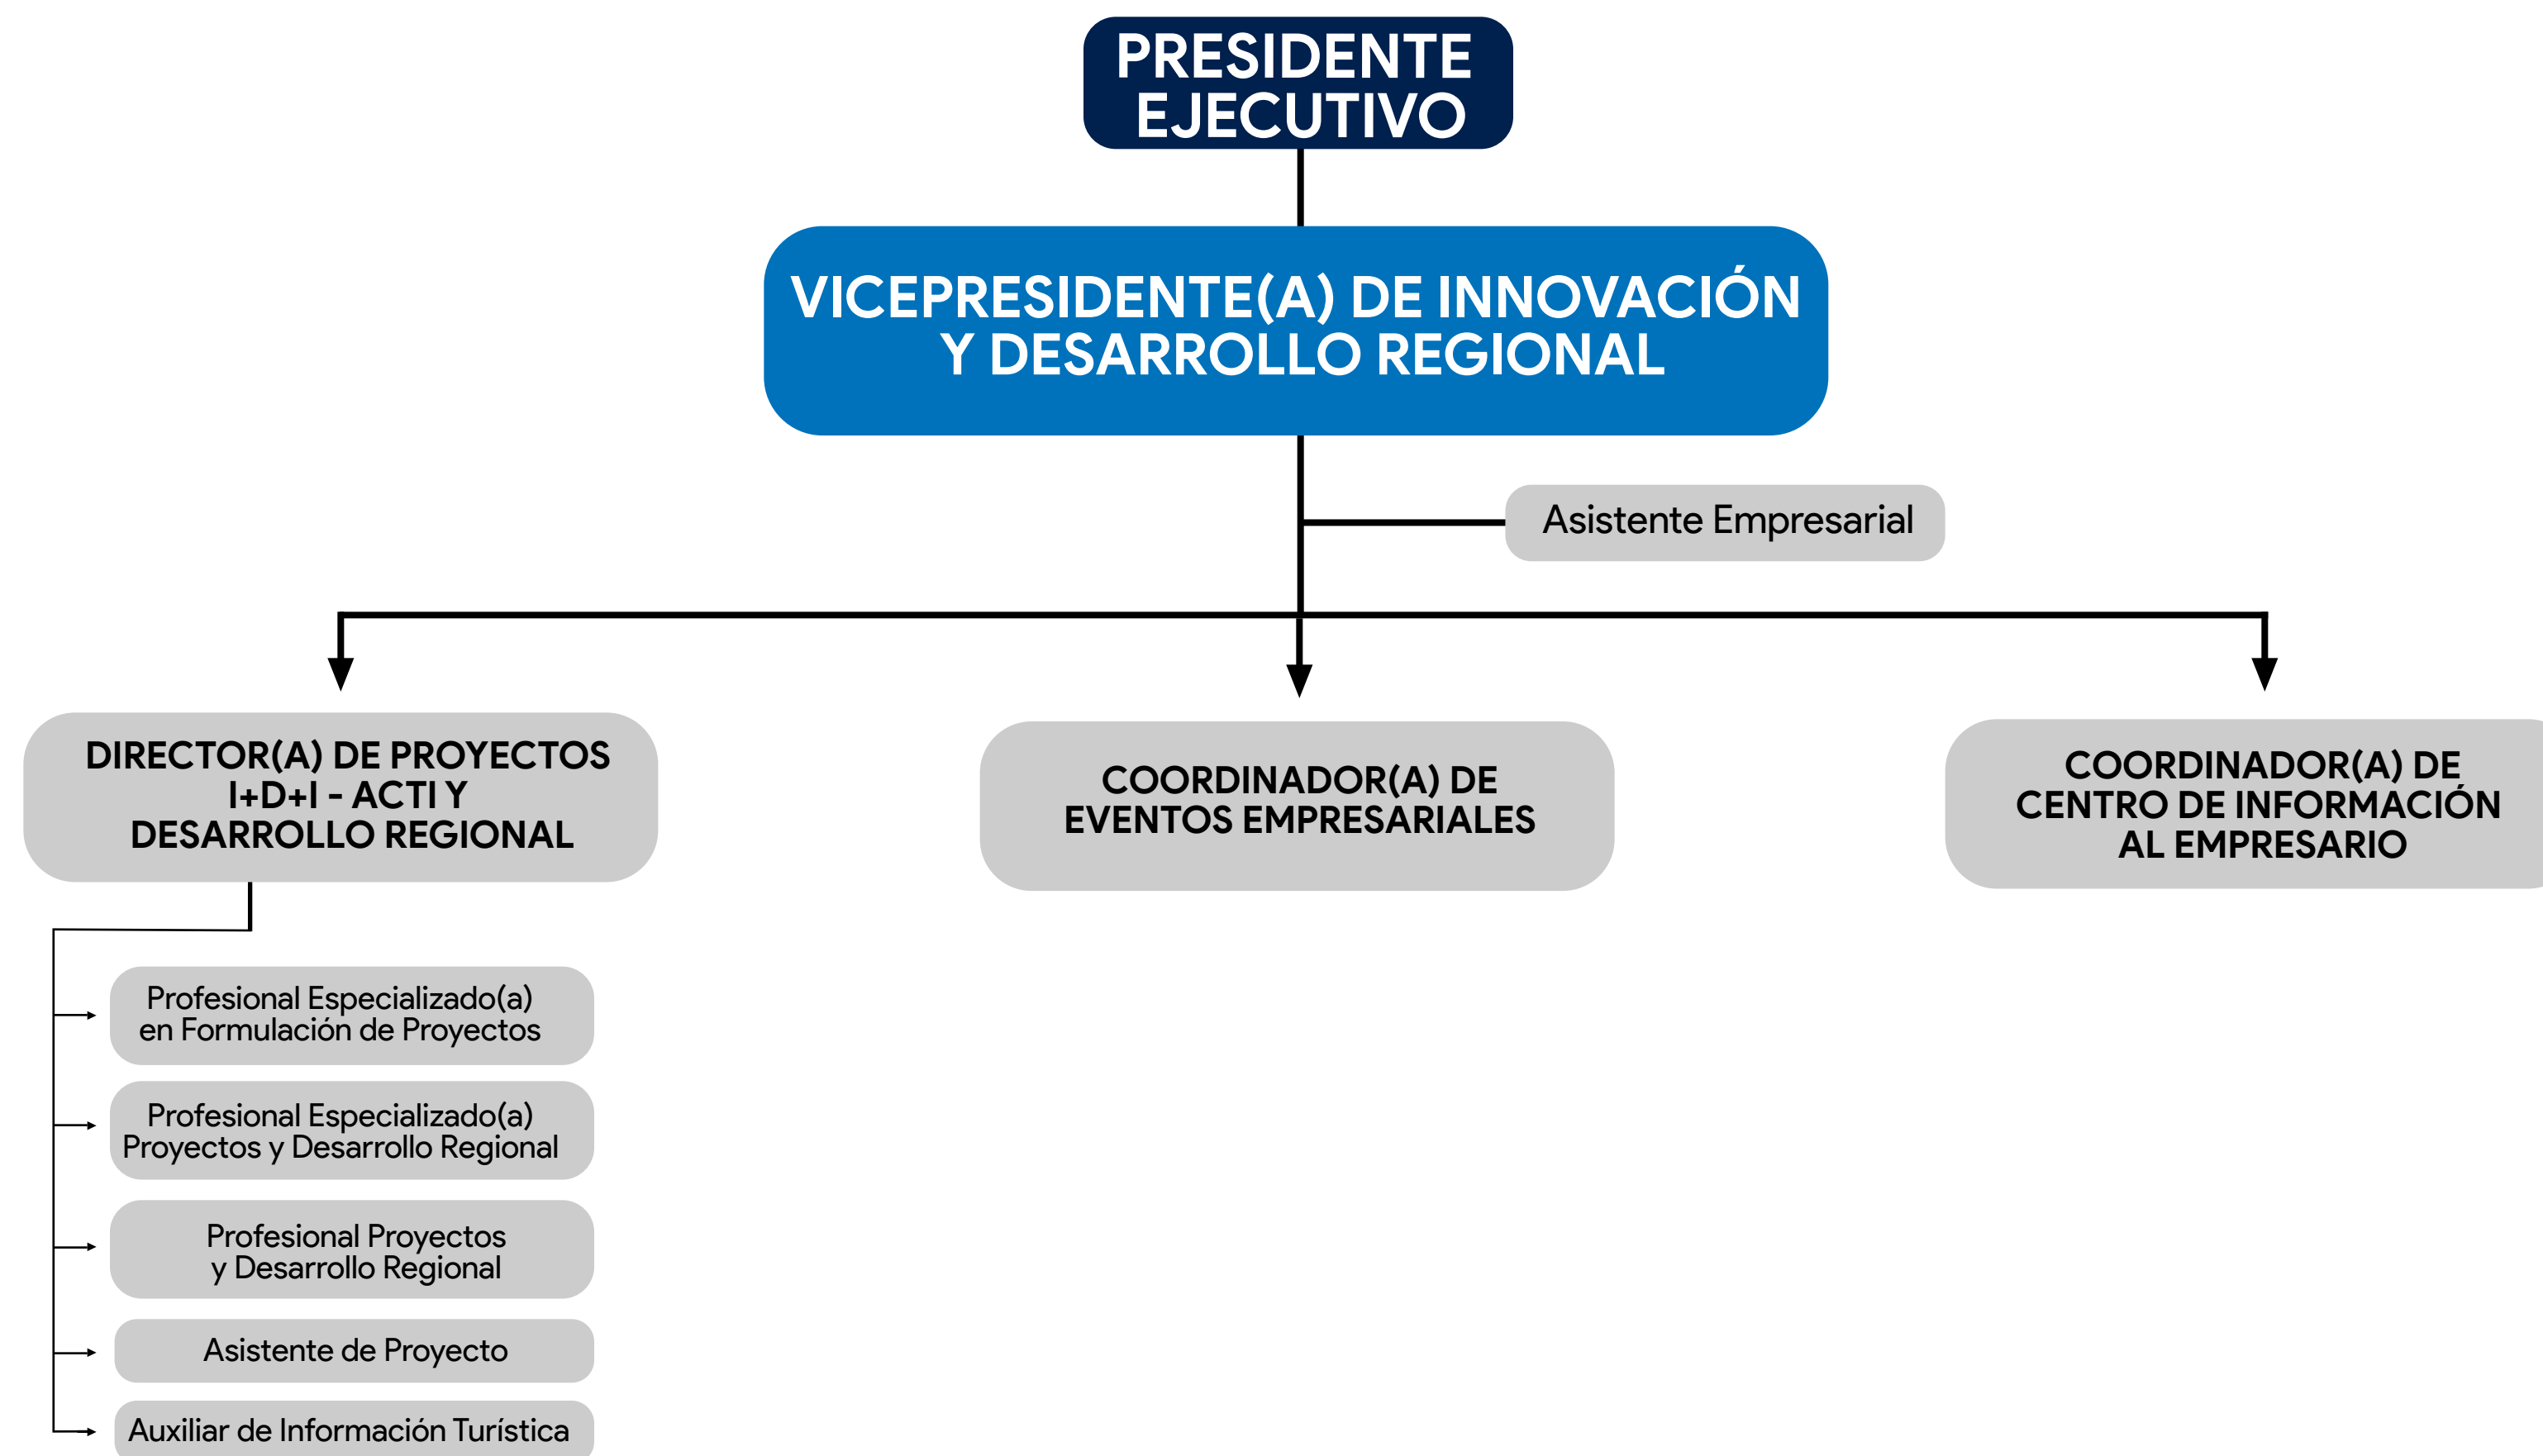 PRESIDENTE
EJECUTIVO
VICEPRESIDENTE(A) DE INNOVACIÓN
Y DESARROLLO REGIONAL
Asistente Empresarial
DIRECTOR(A) DE PROYECTOS
I+D+I - ACTI Y
DESARROLLO REGIONAL
COORDINADOR(A) DE
EVENTOS EMPRESARIALES
COORDINADOR(A) DE
CENTRO DE INFORMACIÓN
AL EMPRESARIO
Profesional Especializado(a)
en Formulación de Proyectos
Profesional Especializado(a)
Proyectos y Desarrollo Regional
Profesional Proyectos
y Desarrollo Regional
Asistente de Proyecto
Auxiliar de Información Turística